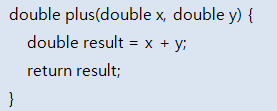 double plus(double x, double y) {
    double result = x + y;
    return result;
}